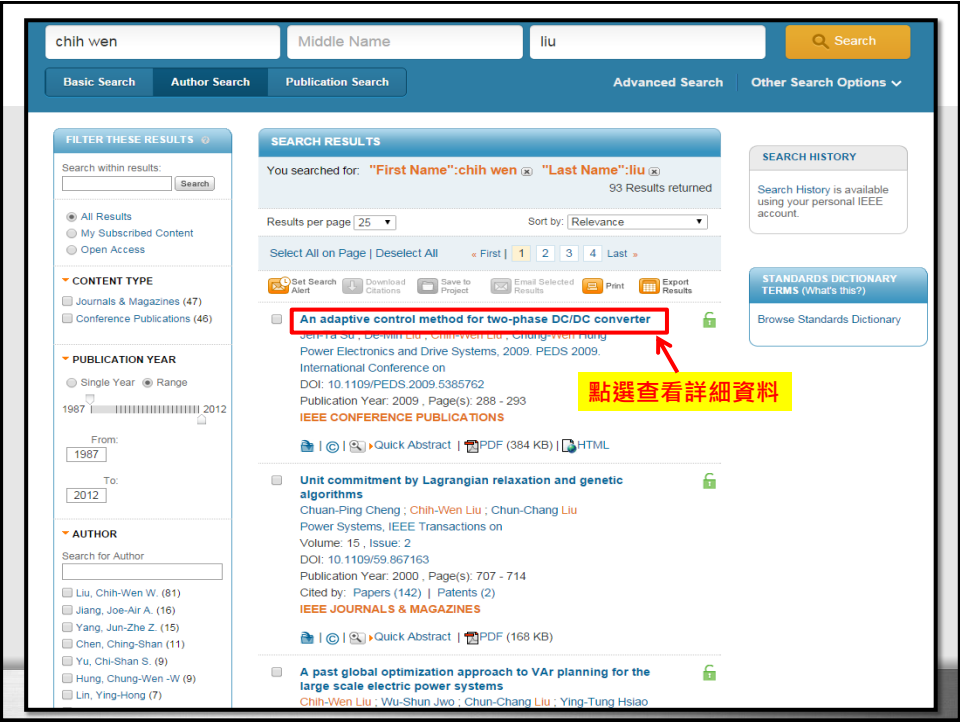 chih wen
Middle Name
liu
Search
Basic Search
Author Search
Publication Search
Advanced Search
Other Search Options
FILTER THESE RESULTS
Search within results:
Search
All Results
My Subscribed Content
Open Access
CONTENT TYPE
Journals & Magazines (47)
Conference Publications (46)
PUBLICATION YEAR
Single Year Range
1987 2012
From:
1987
To:
2012
AUTHOR
Search for Author
Liu, Chih-Wen W. (81)
Jiang, Joe-Air A. (16)
Yang, Jun-Zhe Z. (15)
Chen, Ching-Shan (11)
Yu, Chi-Shan S. (9)
Hung, Chung-Wen -W (9)
Lin, Ying-Hong (7)
SEARCH RESULTS
You searched for: "First Name":chih wen "Last Name":liu
93 Results returned
Results per page 25 Sort by: Relevance
Select All on Page | Deselect All « First | 1 2 3 4 Last »
Set Search Alert
Download Citations
Save to Project
Email Selected Results
Print
Export Results
An adaptive control method for two-phase DC/DC converter
Jen-Ta Su ; De-Min Liu ; Chih-Wen Liu ; Chung-Wen Hung
Power Electronics and Drive Systems, 2009. PEDS 2009.
International Conference on
DOI: 10.1109/PEDS.2009.5385762
Publication Year: 2009 , Page(s): 288 - 293
IEEE CONFERENCE PUBLICATIONS
| © | Quick Abstract | PDF (384 KB) | HTML
點選查看詳細資料
Unit commitment by Lagrangian relaxation and genetic
algorithms
Chuan-Ping Cheng ; Chih-Wen Liu ; Chun-Chang Liu
Power Systems, IEEE Transactions on
Volume: 15 , Issue: 2
DOI: 10.1109/59.867163
Publication Year: 2000 , Page(s): 707 - 714
Cited by: Papers (142) | Patents (2)
IEEE JOURNALS & MAGAZINES
| © | Quick Abstract | PDF (168 KB)
A past global optimization approach to VAr planning for the
large scale electric power systems
Chih-Wen Liu ; Wu-Shun Jwo ; Chun-Chang Liu ; Ying-Tung Hsiao
SEARCH HISTORY
Search History is available
using your personal IEEE
account.
STANDARDS DICTIONARY
TERMS (What's this?)
Browse Standards Dictionary